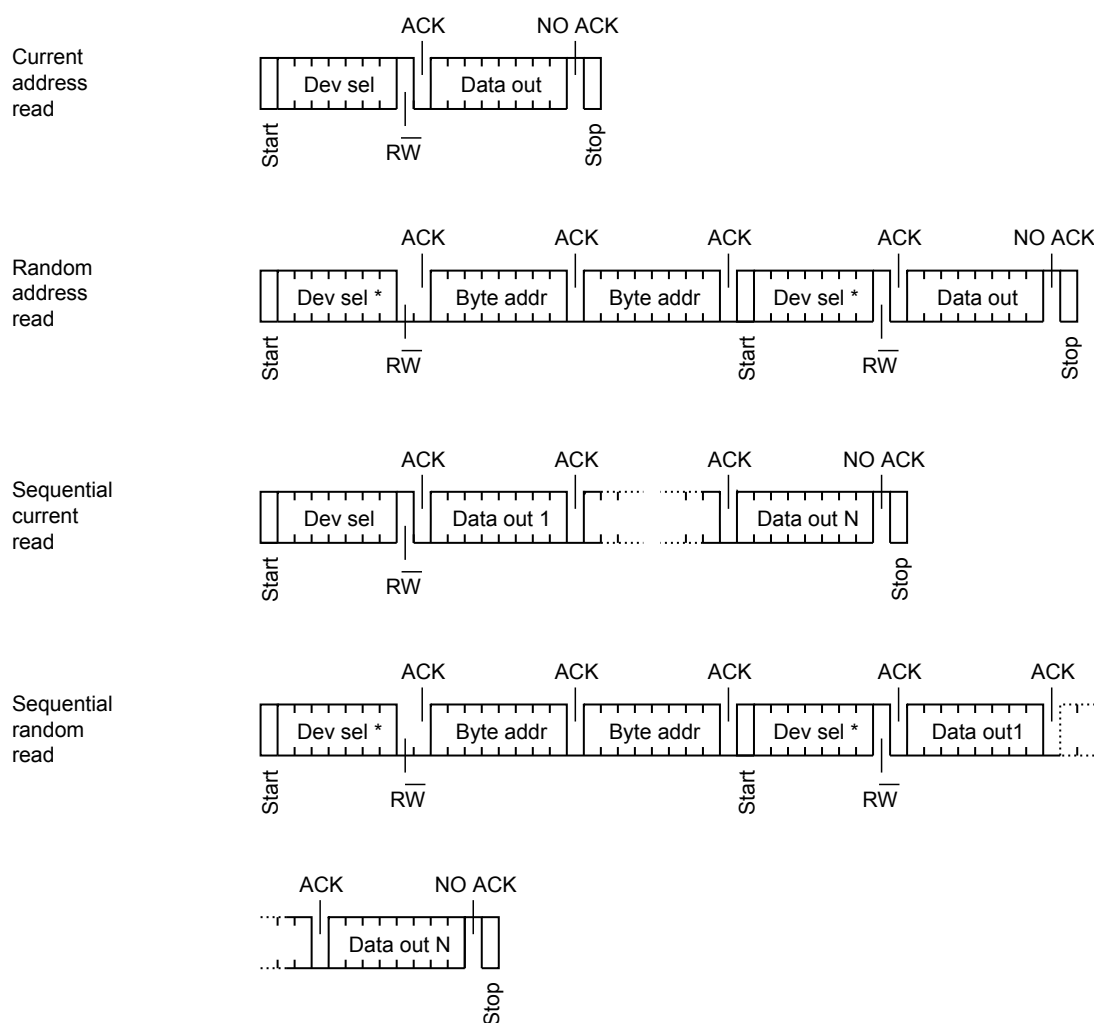 ACK NO ACK
Current
address
read
Dev sel Data out
Start RW Stop
ACK ACK ACK ACK NO ACK
Random
address
read
Dev sel * Byte addr Byte addr Dev sel * Data out
Start RW Start RW Stop
ACK ACK ACK NO ACK
Sequential
current
read
Dev sel Data out 1 Data out N
Start RW Stop
ACK ACK ACK ACK ACK
Sequential
random
read
Dev sel * Byte addr Byte addr Dev sel * Data out1
Start RW Start RW
ACK NO ACK
Data out N
Stop